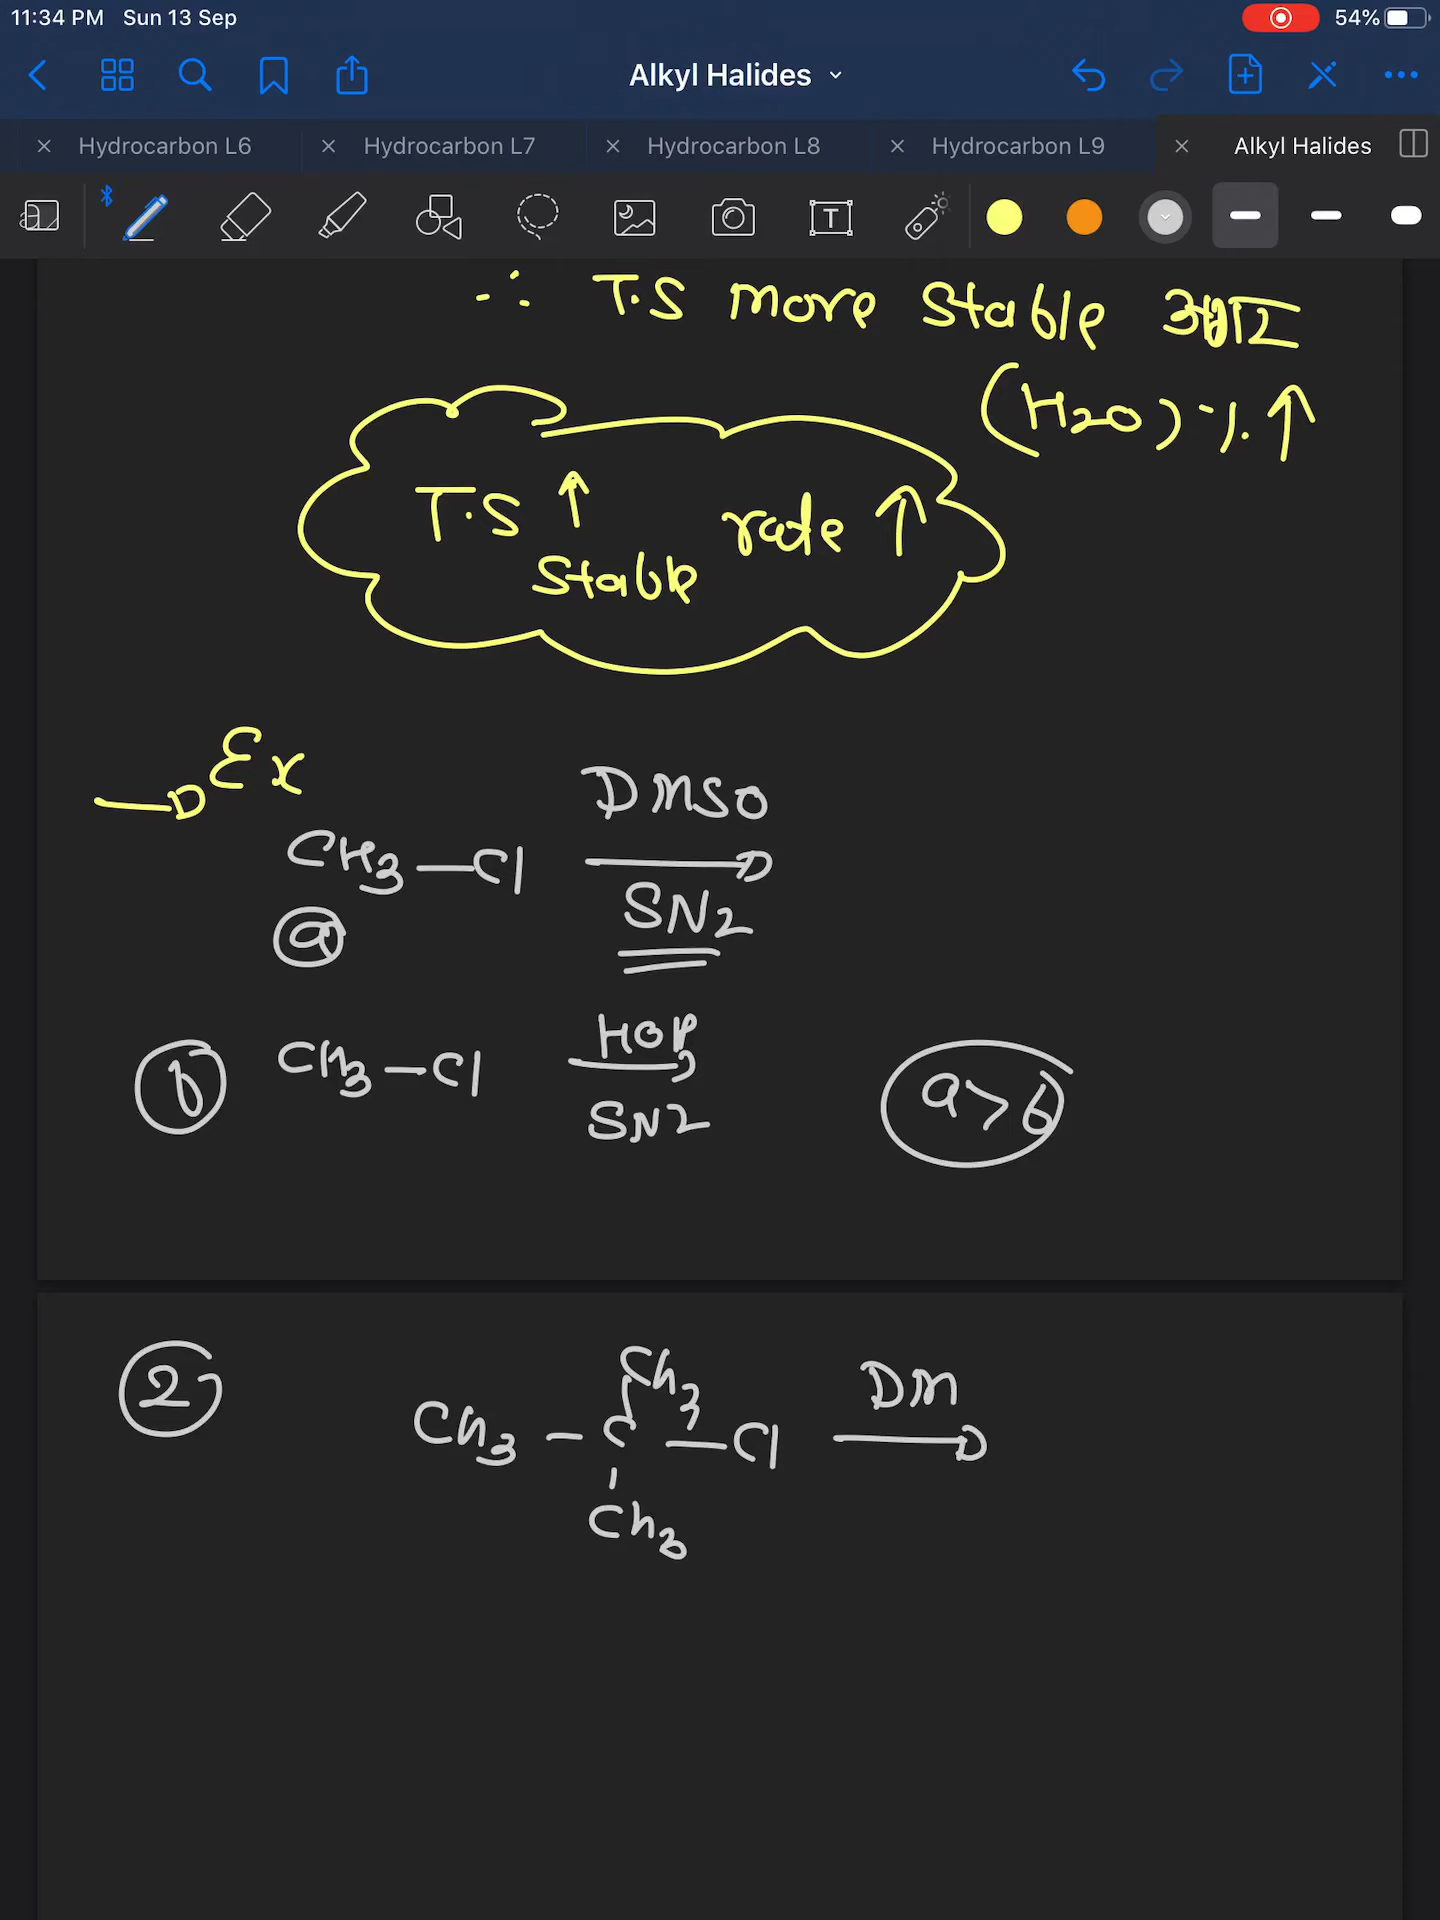 11:34 PM Sun 13 Sep 54%
Alkyl Halides
Hydrocarbon L6 Hydrocarbon L7 Hydrocarbon L8 Hydrocarbon L9 Alkyl Halides
∴ T.S more Stable
(H2O) % ↑
T.S ↑ rate ↑
Stable
Ex
DMSO
CH3—Cl
SN2
a
CH3—Cl
SN2
a>b
2
CH3 DM
CH3 – C —Cl
CH3